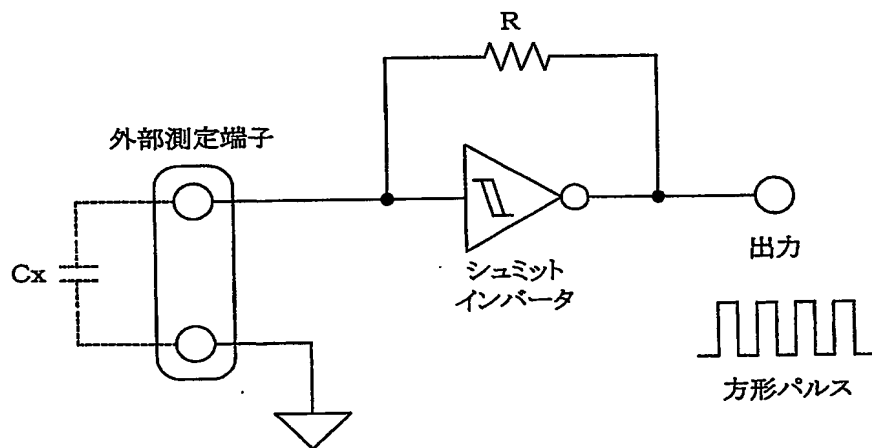 R
外部測定端子
Cx
シュミット
インバータ
出力
方形パルス